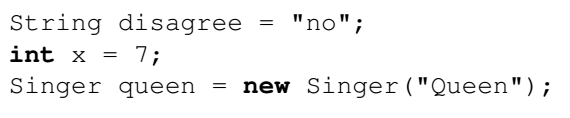 String disagree = "no";
int x = 7;
Singer queen = new Singer("Queen");